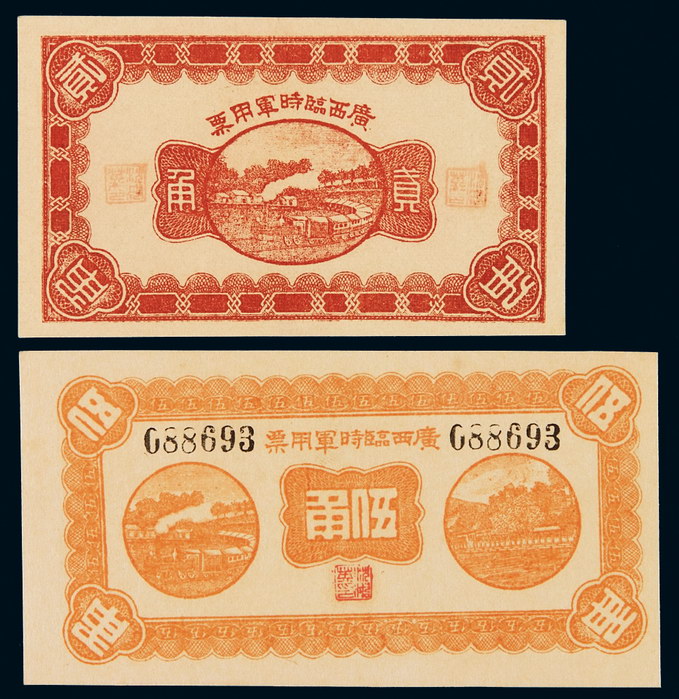 貳 貳
廣西臨時軍用票
貳角
角 角
伍 伍
088693 廣西臨時軍用票 088693
伍角
角 角